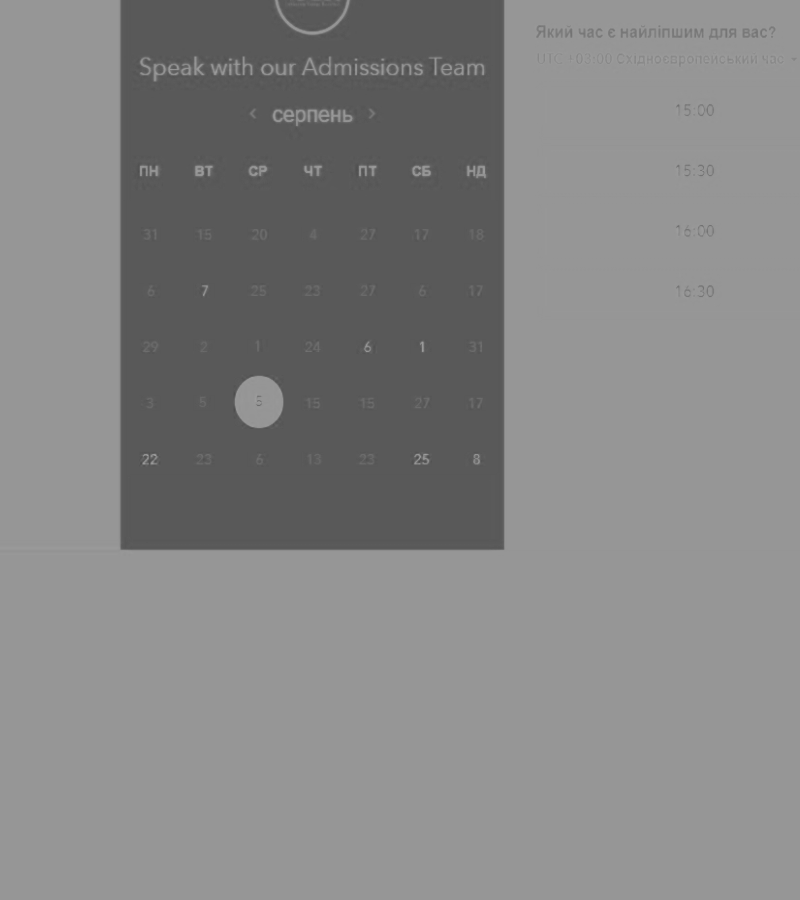 Speak with our Admissions Team
‹ серпень ›
ПН ВТ СР ЧТ ПТ СБ НД
31 15 20 4 27 17 18
6 7 25 23 27 6 17
29 2 1 24 6 1 31
3 5 15 15 27 17
22 23 6 13 23 25 8
Який час є найліпшим для вас?
UTC +03:00 Східноєвропейський час
15:00
15:30
16:00
16:30